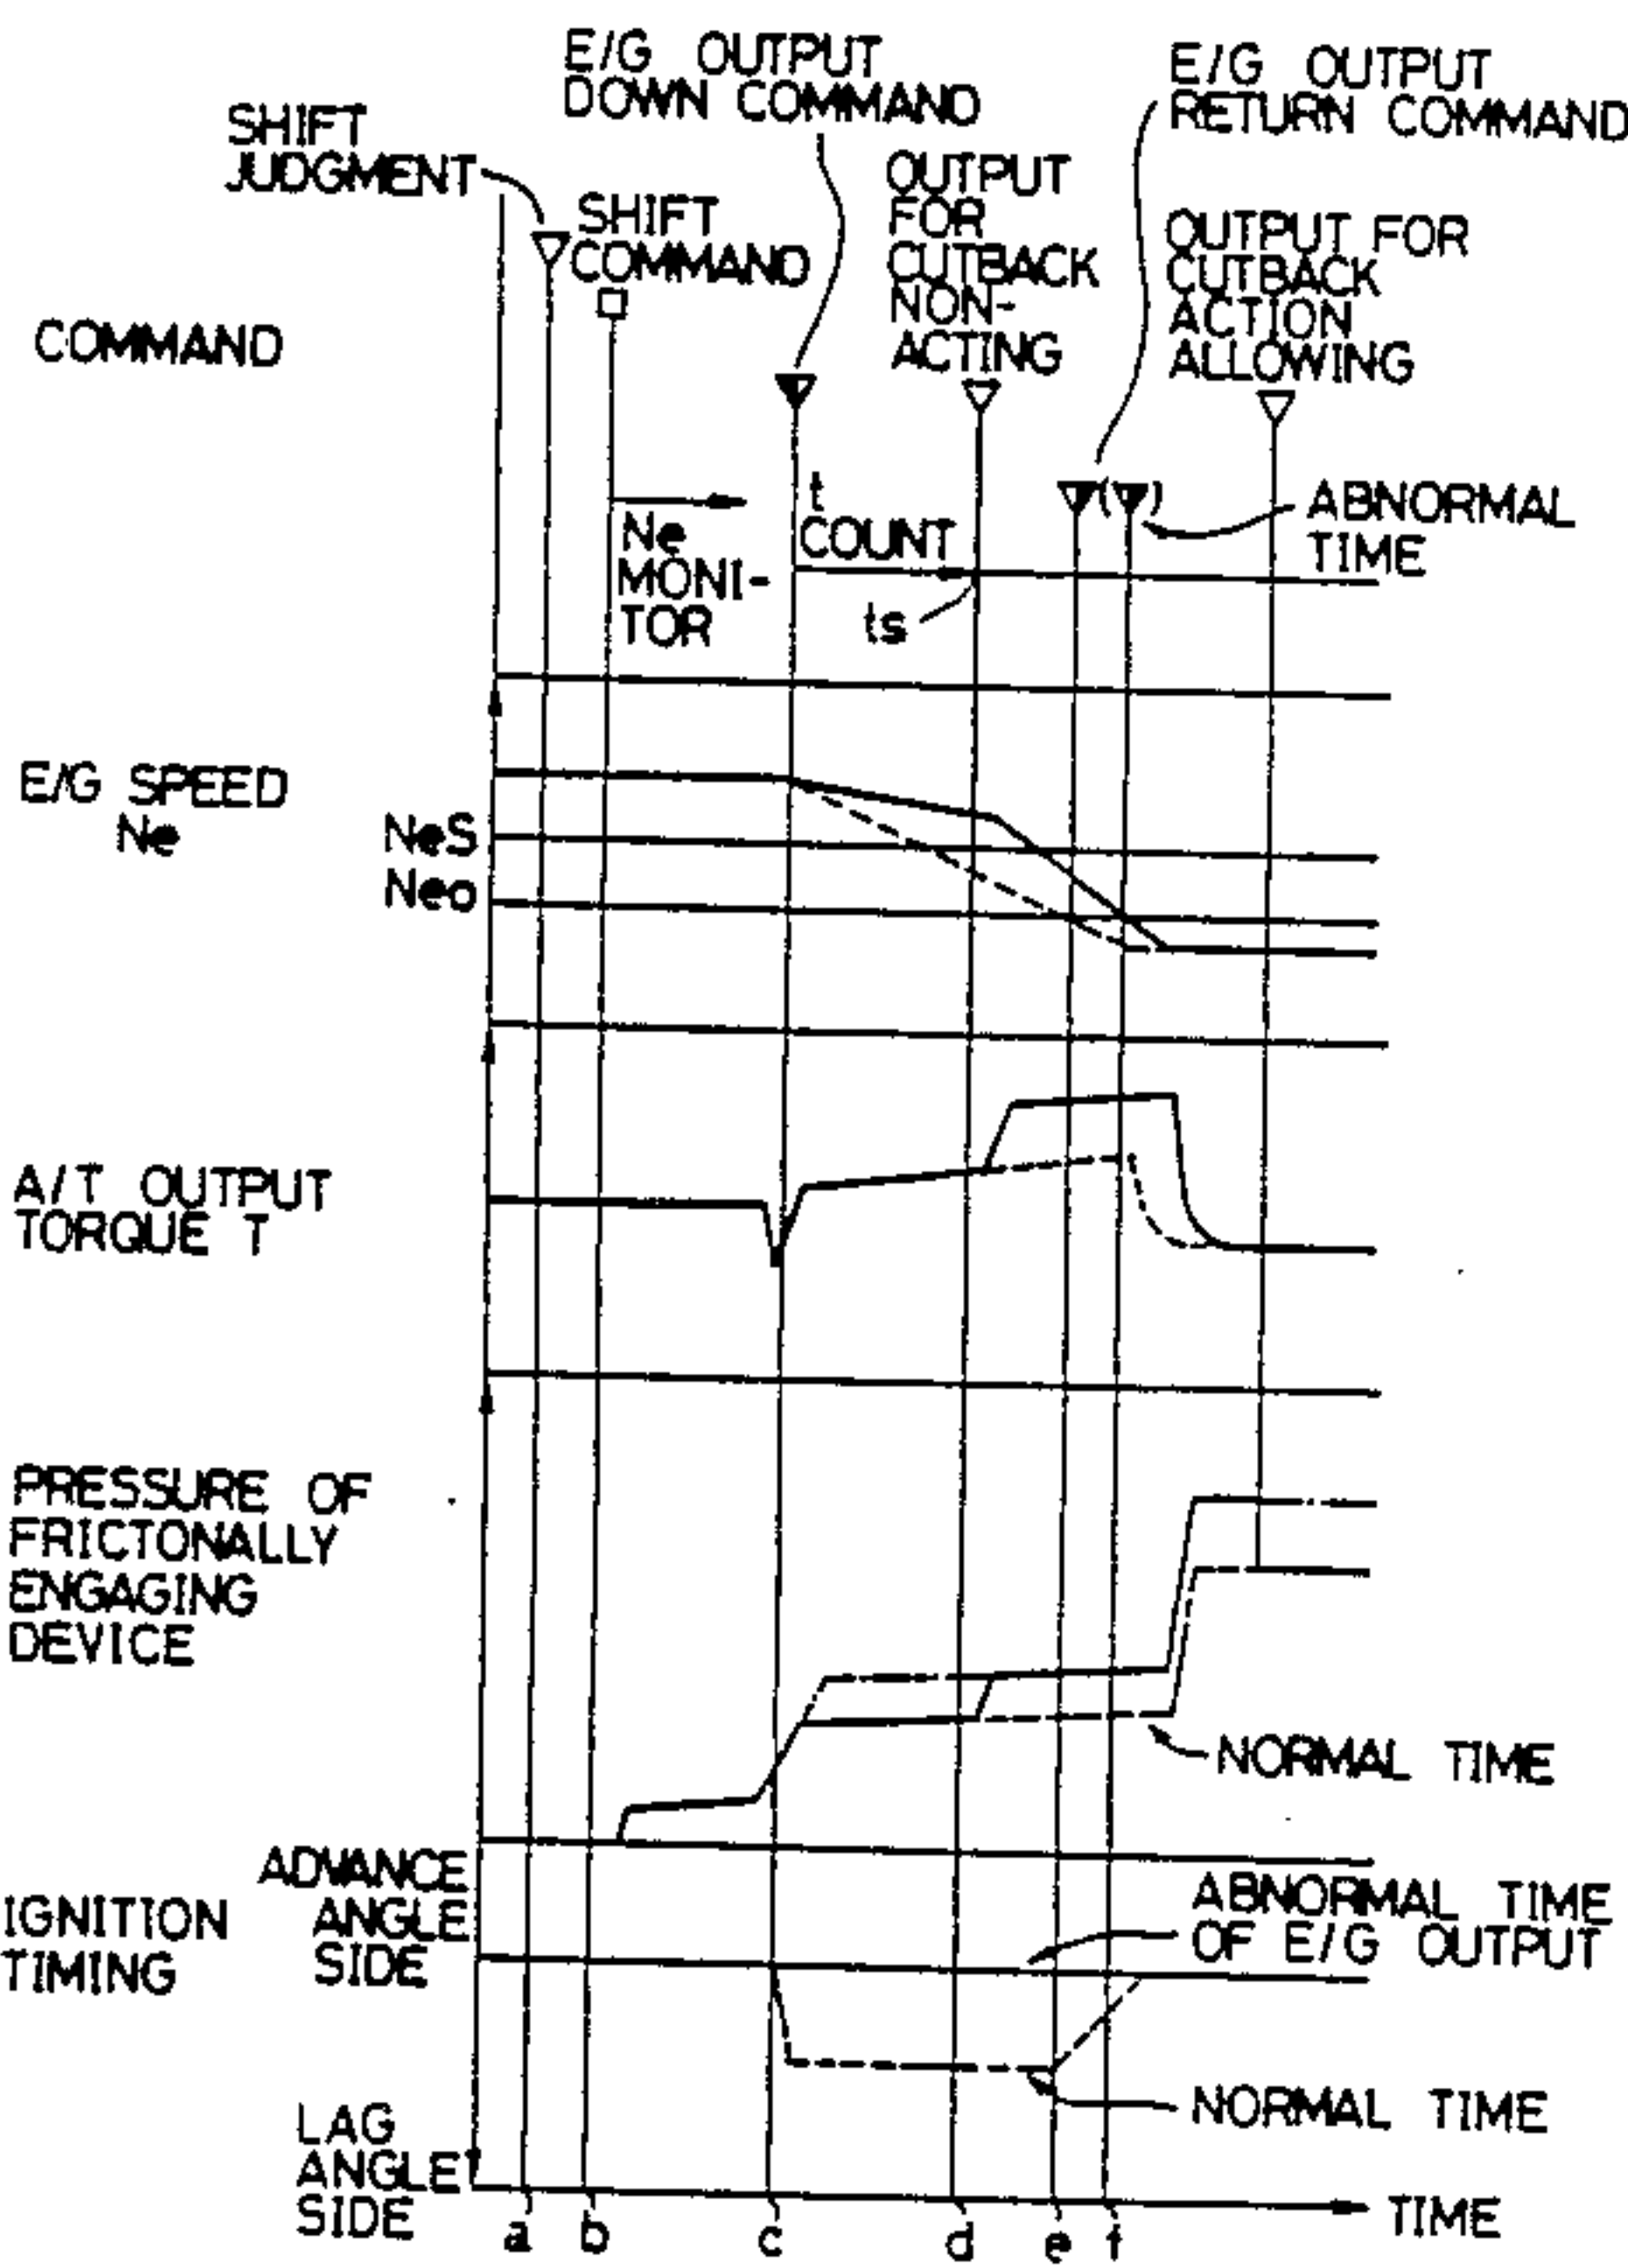 E/G OUTPUT
DOWN COMMAND
E/G OUTPUT
RETURN COMMAND
SHIFT
JUDGMENT
SHIFT
COMMAND
OUTPUT
FOR
CUTBACK
NON-
ACTING
OUTPUT FOR
CUTBACK
ACTION
ALLOWING
COMMAND
( )
ABNORMAL
TIME
Ne
MONI-
TOR
t
COUNT
ts
E/G SPEED
Ne
NeS
Neo
A/T OUTPUT
TORQUE T
PRESSURE OF
FRICTONALLY
ENGAGING
DEVICE
NORMAL TIME
IGNITION
TIMING
ADVANCE
ANGLE
SIDE
ABNORMAL TIME
OF E/G OUTPUT
NORMAL TIME
LAG
ANGLE
SIDE
a b c d e f
TIME